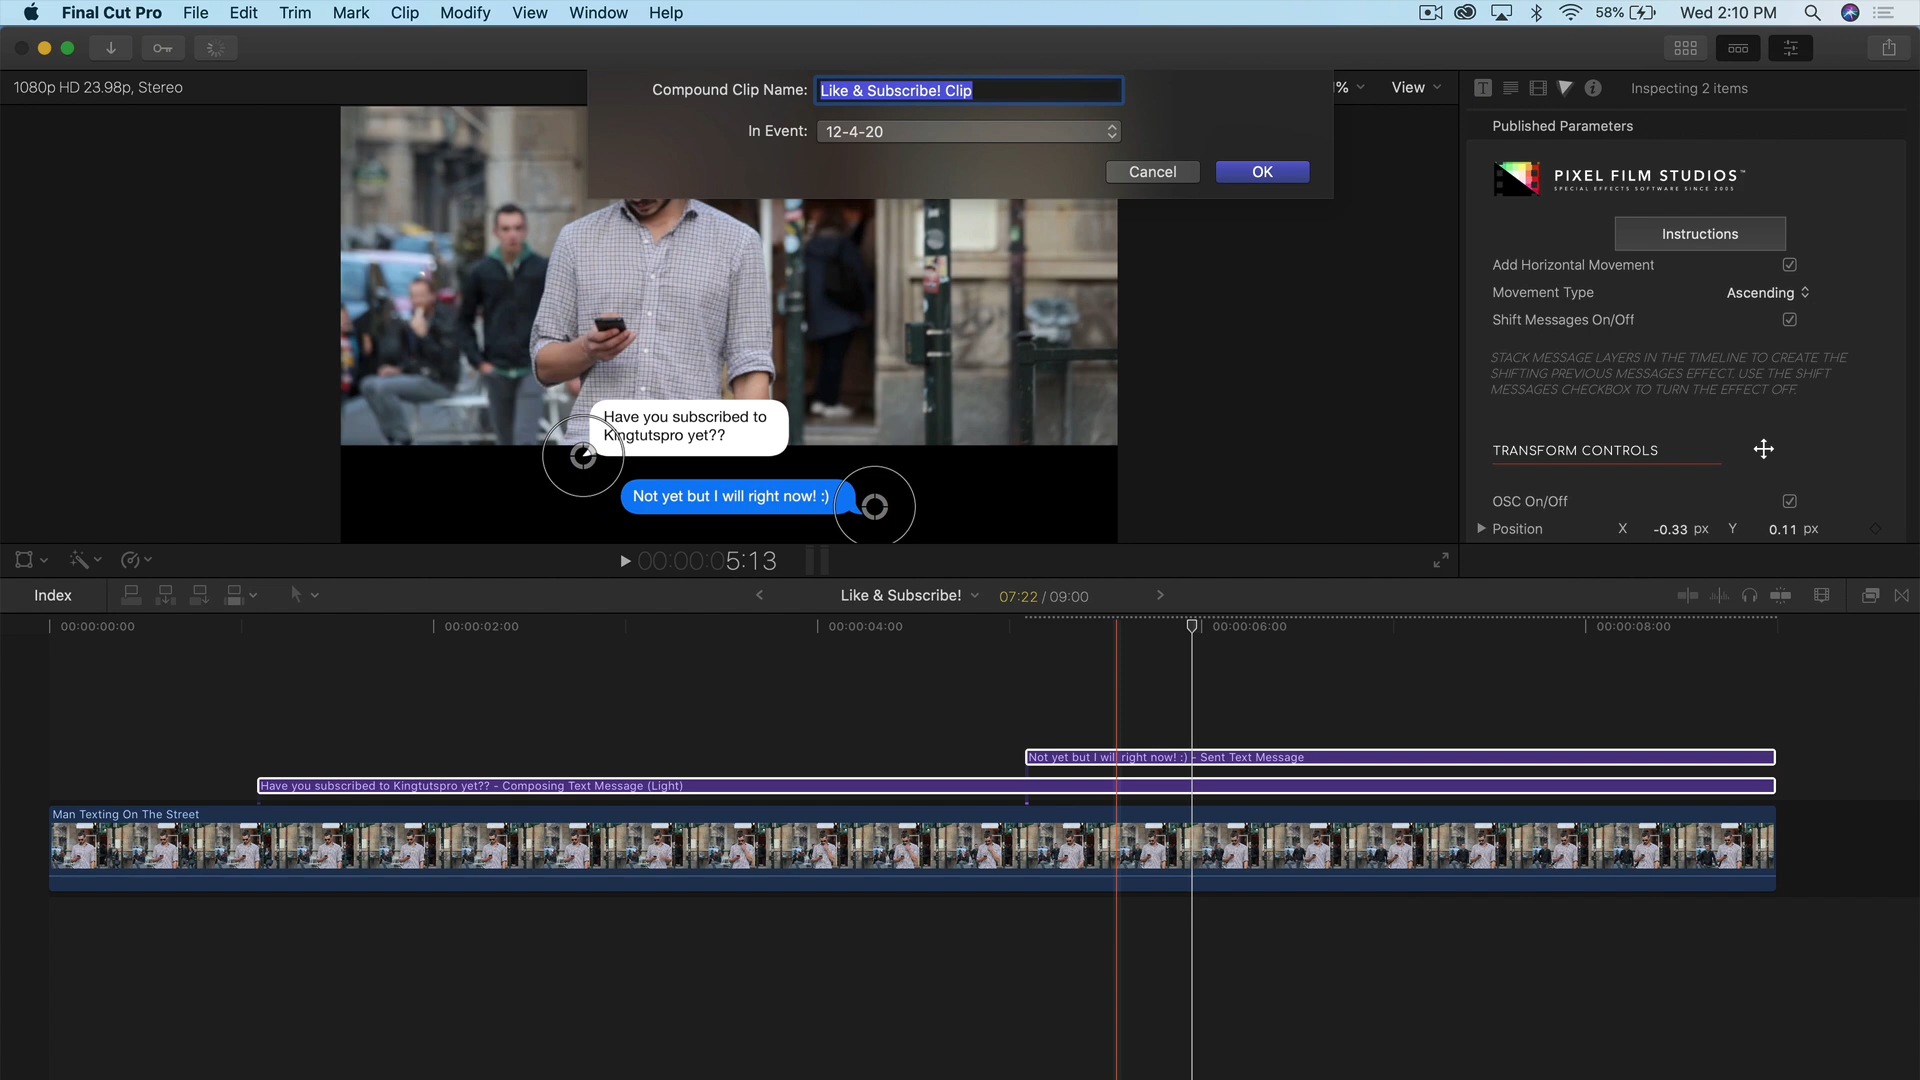 Final Cut Pro File Edit Trim Mark Clip Modify View Window Help 58% Wed 2:10 PM
1080p HD 23.98p, Stereo
Compound Clip Name: Like & Subscribe! Clip
% View
Inspecting 2 items
In Event: 12-4-20
Cancel OK
Published Parameters
PIXEL FILM STUDIOS™
SPECIAL EFFECTS SOFTWARE SINCE 2005
Instructions
Add Horizontal Movement
Movement Type Ascending
Shift Messages On/Off
STACK MESSAGE LAYERS IN THE TIMELINE TO CREATE THE
SHIFTING PREVIOUS MESSAGES EFFECT. USE THE SHIFT
MESSAGES CHECKBOX TO TURN THE EFFECT OFF.
TRANSFORM CONTROLS
OSC On/Off
Position X -0.33 px Y 0.11 px
Have you subscribed to
Kingtutspro yet??
Not yet but I will right now! :)
00:00:05:13
Index Like & Subscribe! 07:22 / 09:00
00:00:00:00 00:00:02:00 00:00:04:00 00:00:06:00 00:00:08:00
Not yet but I will right now! :) - Sent Text Message
Have you subscribed to Kingtutspro yet?? - Composing Text Message (Light)
Man Texting On The Street